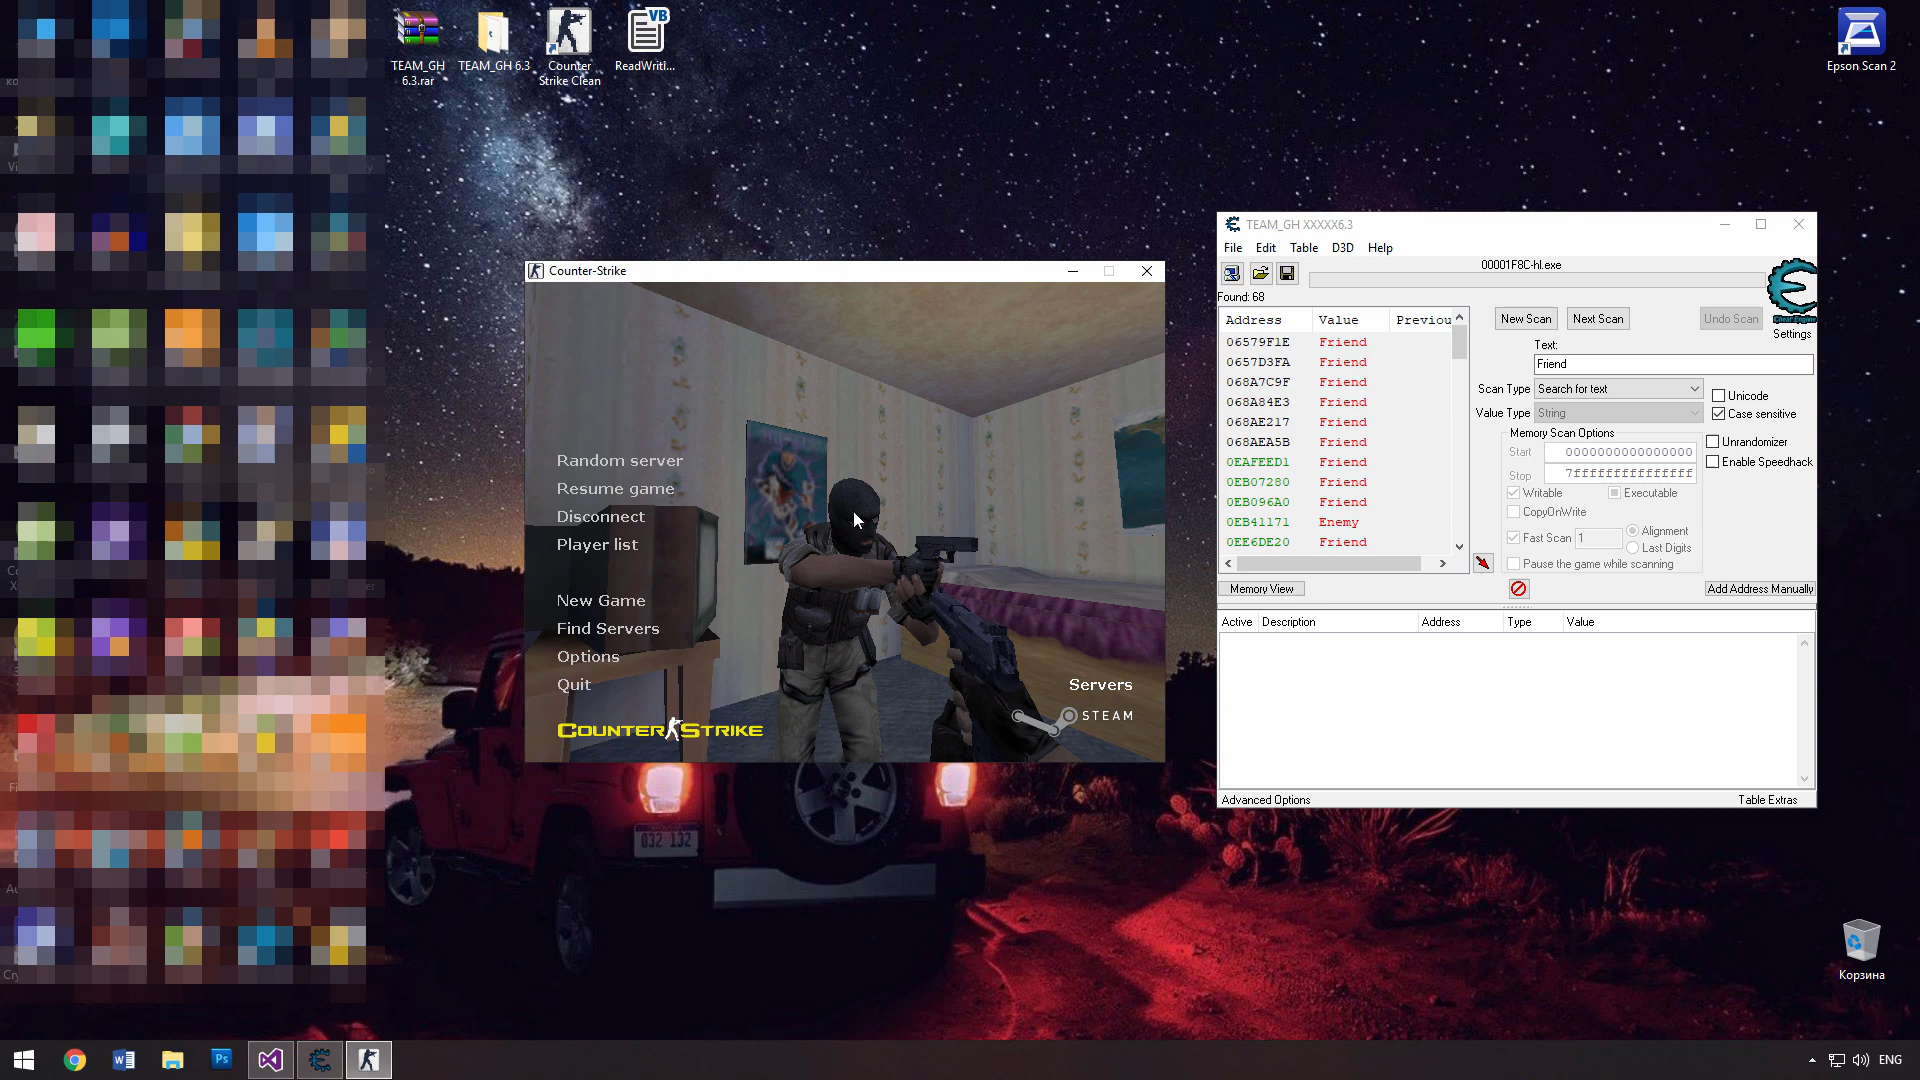 TEAM_GH
6.3.rar
TEAM_GH 6.3
Counter
Strike Clean
ReadWritI...
VB
Epson Scan 2
Counter-Strike
Random server
Resume game
Disconnect
Player list
New Game
Find Servers
Options
Quit
Servers
STEAM
COUNTER STRIKE
TEAM_GH XXXXX6.3
File Edit Table D3D Help
00001F8C-hl.exe
Found: 68
Address Value Previou
06579F1E Friend
0657D3FA Friend
068A7C9F Friend
068A84E3 Friend
068AE217 Friend
068AEA5B Friend
0EAFEED1 Friend
0EB07280 Friend
0EB096A0 Friend
0EB41171 Enemy
0EE6DE20 Friend
New Scan Next Scan Undo Scan
Cheat Engine
Settings
Text:
Friend
Scan Type Search for text
Value Type String
Unicode
Case sensitive
Memory Scan Options
Start 0000000000000000
Stop 7fffffffffffffff
Writable Executable
CopyOnWrite
Fast Scan 1 Alignment
Last Digits
Pause the game while scanning
Unrandomizer
Enable Speedhack
Memory View
Add Address Manually
Active Description Address Type Value
Advanced Options
Table Extras
032 132
Корзина
Ps
ENG